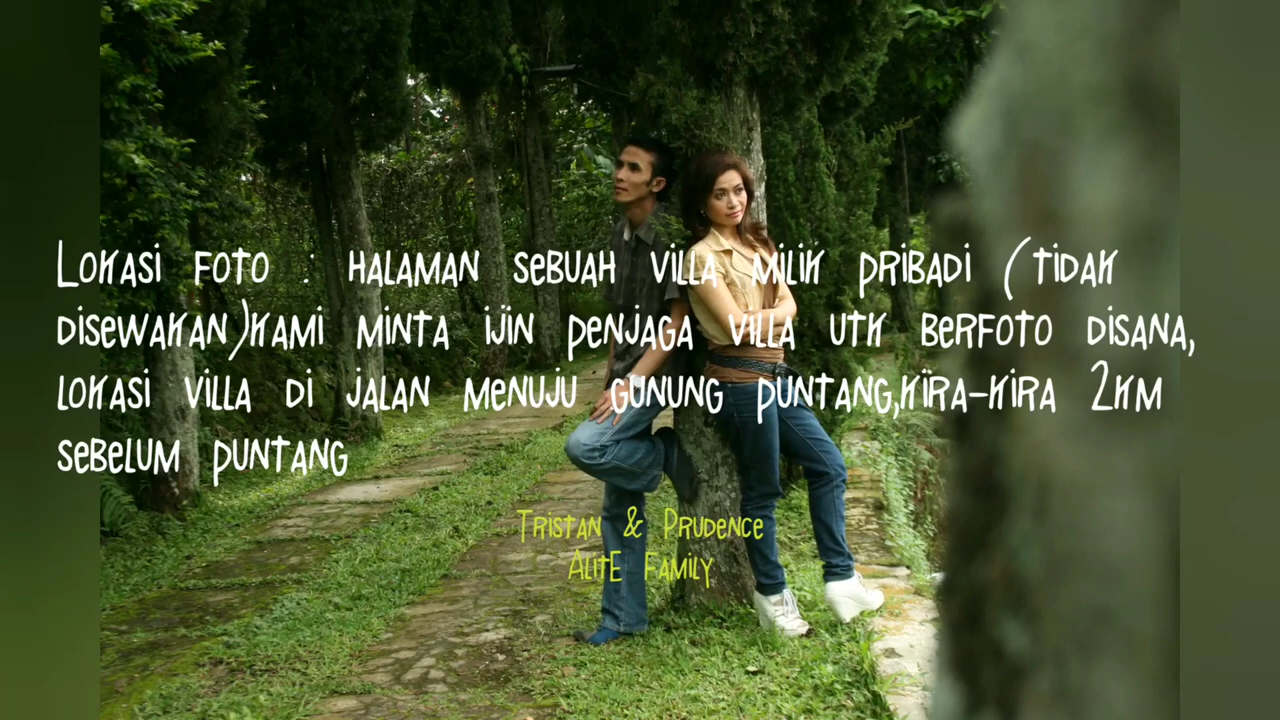 Lokasi foto : halaman sebuah villa milik pribadi (tidak
disewakan)kami minta ijin penjaga villa utk berfoto disana,
lokasi villa di jalan menuju gunung puntang,kira-kira 2km
sebelum puntang
Tristan & Prudence
AlitE Family